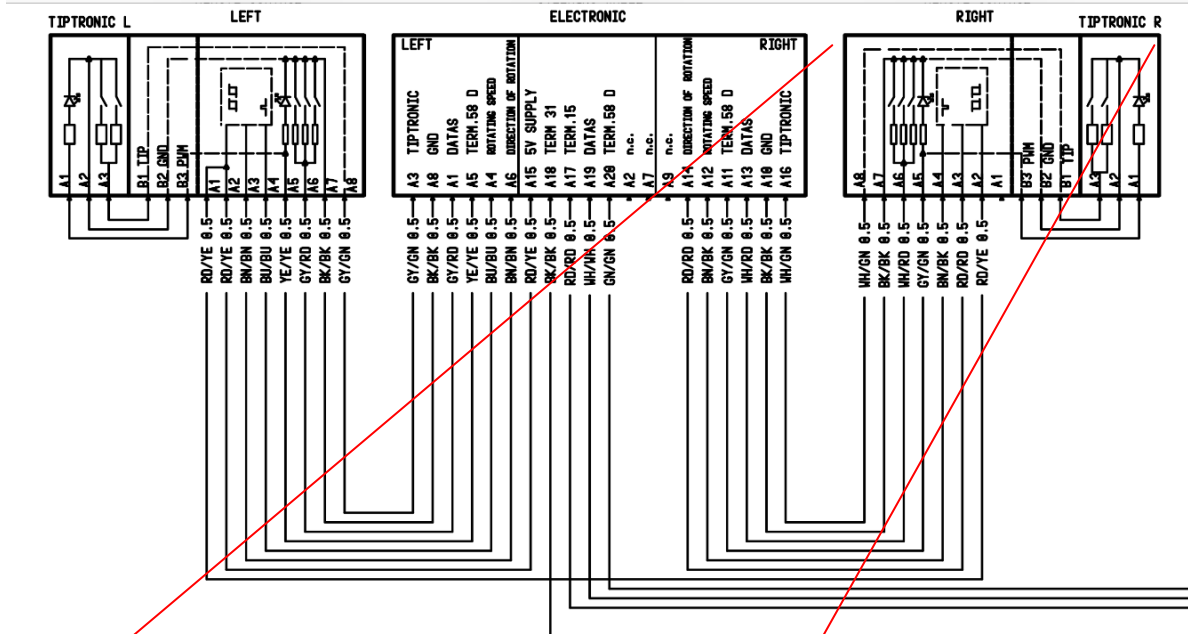 TIPTRONIC L
LEFT
ELECTRONIC
RIGHT
TIPTRONIC R
A1
A2
A3
B1 TIP
B2 GND
B3 PWM
A1
A2
A3
A4
A5
A6
A7
A8
LEFT
RIGHT
A3 TIPTRONIC
A8 GND
A1 DATAS
A5 TERM.58 D
A4 ROTATING SPEED
A6 DIRECTION OF ROTATION
A15 5V SUPPLY
A18 TERM 31
A17 TERM.15
A19 DATAS
A20 TERM.58 D
A2 n.c.
A7 n.c.
A9 n.c.
A14 DIRECTION OF ROTATION
A12 ROTATING SPEED
A11 TERM.58 D
A13 DATAS
A10 GND
A16 TIPTRONIC
A8
A7
A6
A5
A4
A3
A2
A1
B3 PWM
B2 GND
B1 TIP
A3
A2
A1
RD/YE 0.5
RD/YE 0.5
BN/BN 0.5
BU/BU 0.5
YE/YE 0.5
GY/RD 0.5
BK/BK 0.5
GY/GN 0.5
GY/GN 0.5
BK/BK 0.5
GY/RD 0.5
YE/YE 0.5
BU/BU 0.5
BN/BN 0.5
RD/YE 0.5
BK/BK 0.5
RD/RD 0.5
WH/WH 0.5
GN/GN 0.5
RD/RD 0.5
BN/BK 0.5
GY/GN 0.5
WH/RD 0.5
BK/BK 0.5
WH/GN 0.5
WH/GN 0.5
BK/BK 0.5
WH/RD 0.5
GY/GN 0.5
BN/BK 0.5
RD/RD 0.5
RD/YE 0.5